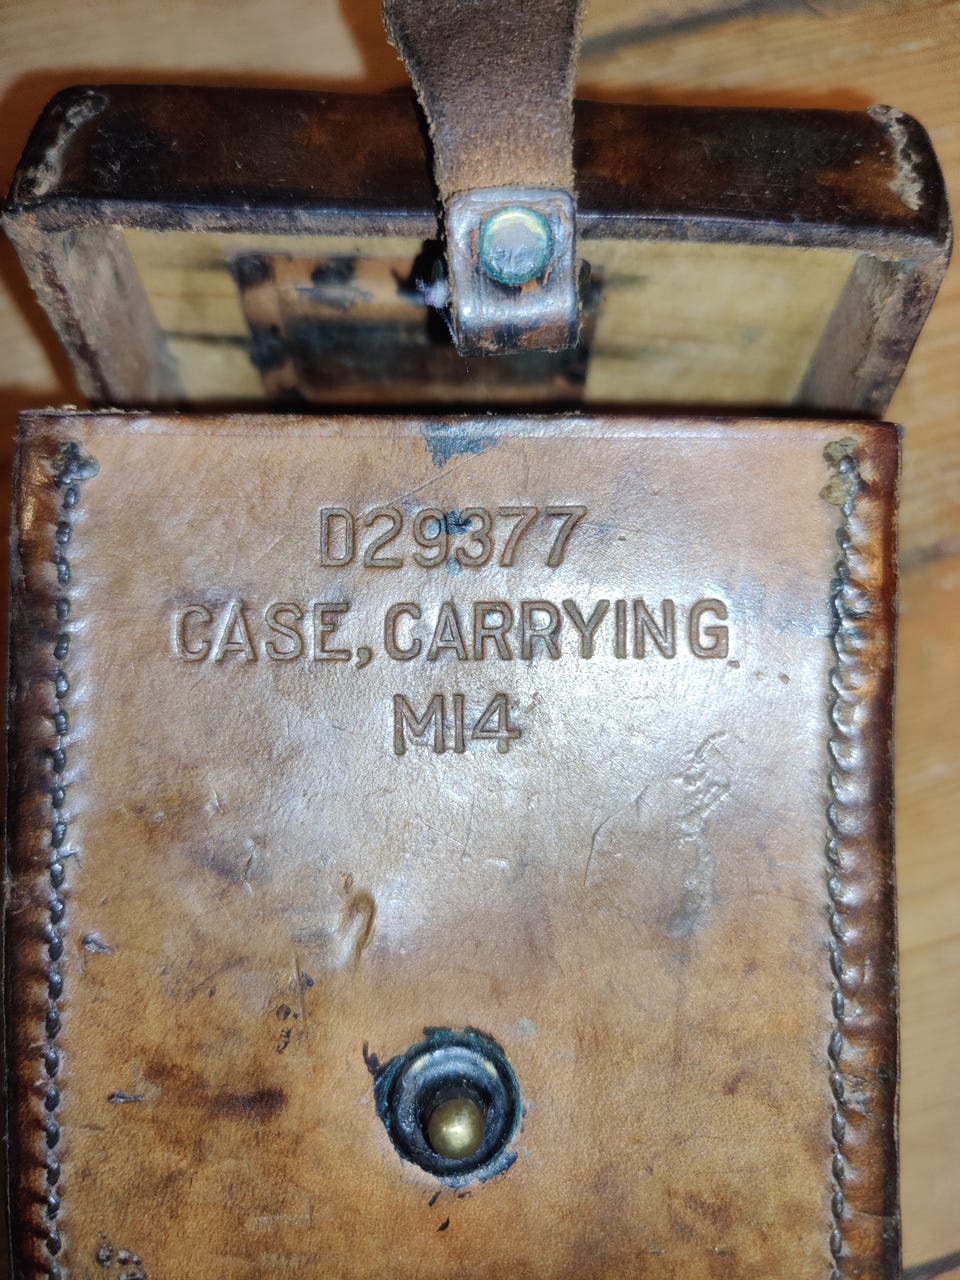 D29377
CASE, CARRYING
M14